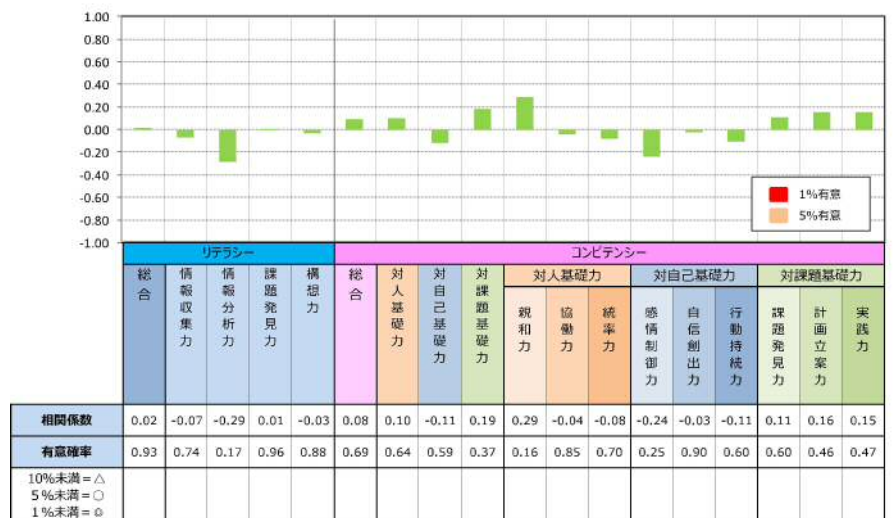 1.00
0.80
0.60
0.40
0.20
0.00
-0.20
-0.40
-0.60
-0.80
-1.00
1%有意
5%有意
リテラシー
コンピテンシー
総合
情報収集力
情報分析力
課題発見力
構想力
総合
対人基礎力
対自己基礎力
対課題基礎力
対人基礎力
対自己基礎力
対課題基礎力
親和力
協働力
統率力
感情制御力
自信創出力
行動持続力
課題発見力
計画立案力
実践力
相関係数 0.02 -0.07 -0.29 0.01 -0.03 0.08 0.10 -0.11 0.19 0.29 -0.04 -0.08 -0.24 -0.03 -0.11 0.11 0.16 0.15
有意確率 0.93 0.74 0.17 0.96 0.88 0.69 0.64 0.59 0.37 0.16 0.85 0.70 0.25 0.90 0.60 0.60 0.46 0.47
10%未満=△
5%未満=○
1%未満=◎